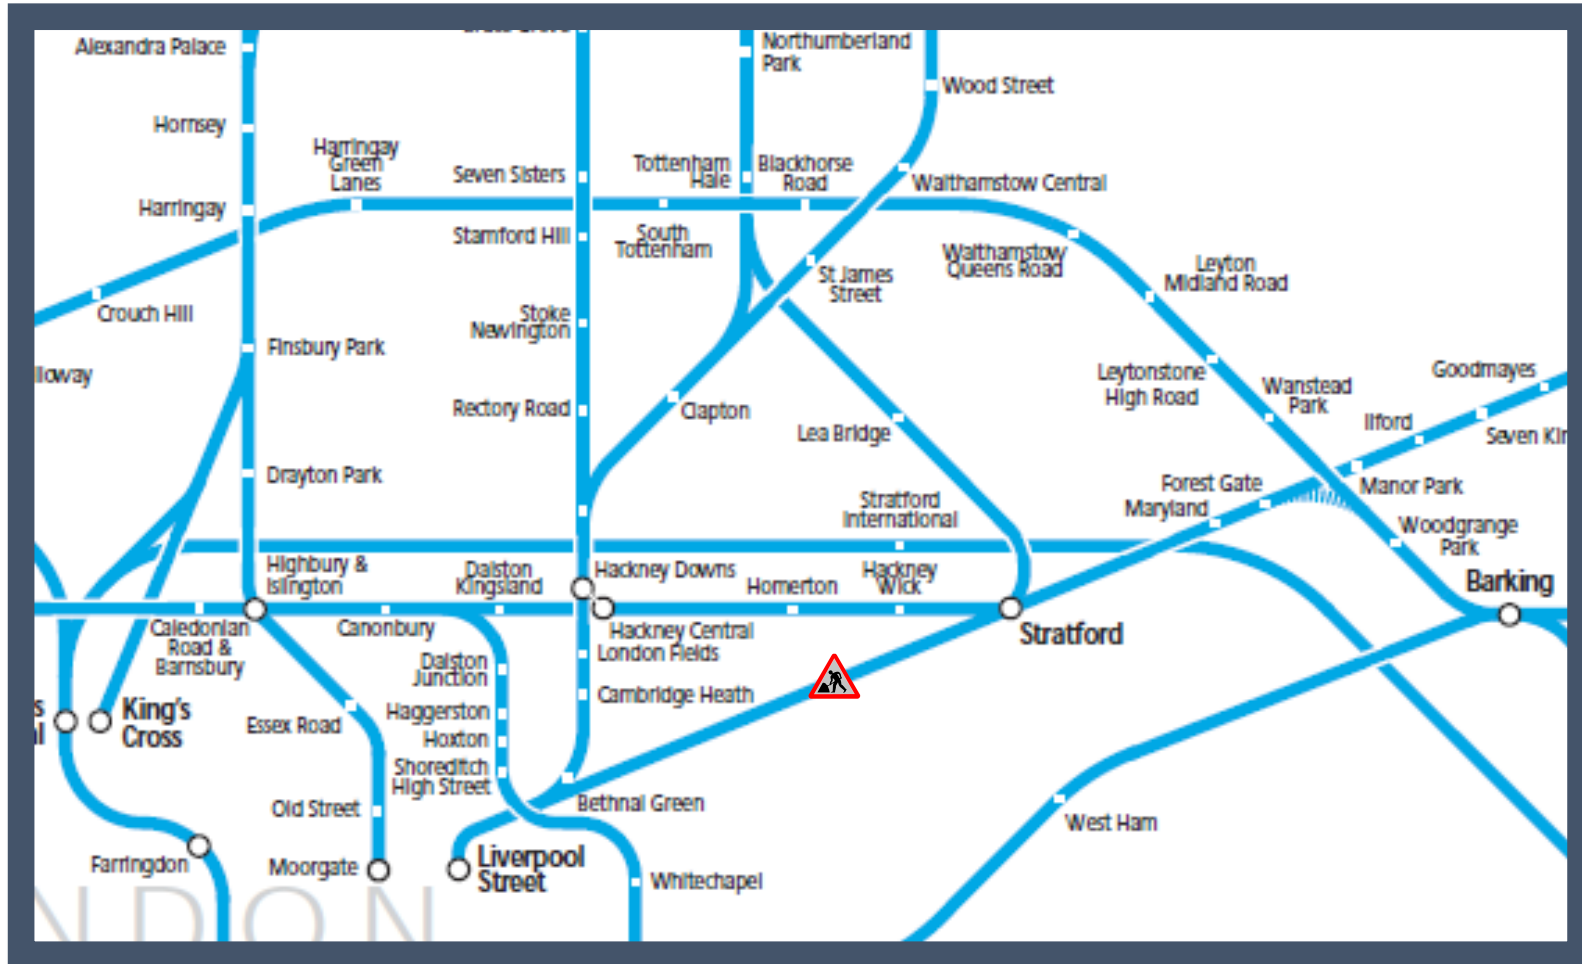 Alexandra Palace
Northumberland
Park
Wood Street
Hornsey
Harringay
Green
Lanes
Seven Sisters
Tottenham
Hale
Blackhorse
Road
Walthamstow Central
Harringay
Stamford Hill
South
Tottenham
Walthamstow
Queens Road
Leyton
Midland Road
St James
Street
Crouch Hill
Stoke
Newington
Finsbury Park
lloway
Leytonstone
High Road
Wanstead
Park
Goodmayes
Rectory Road
Clapton
Lea Bridge
Ilford
Seven Kin
Drayton Park
Stratford
International
Forest Gate
Maryland
Manor Park
Woodgrange
Park
Highbury &
Islington
Dalston
Kingsland
Hackney Downs
Homerton
Hackney
Wick
Barking
Caledonian
Road &
Barnsbury
Canonbury
Hackney Central
London Fields
Stratford
Dalston
Junction
Cambridge Heath
King's
Cross
Essex Road
Haggerston
Hoxton
Shoreditch
High Street
Old Street
Bethnal Green
West Ham
Farringdon
Moorgate
Liverpool
Street
Whitechapel
NDON